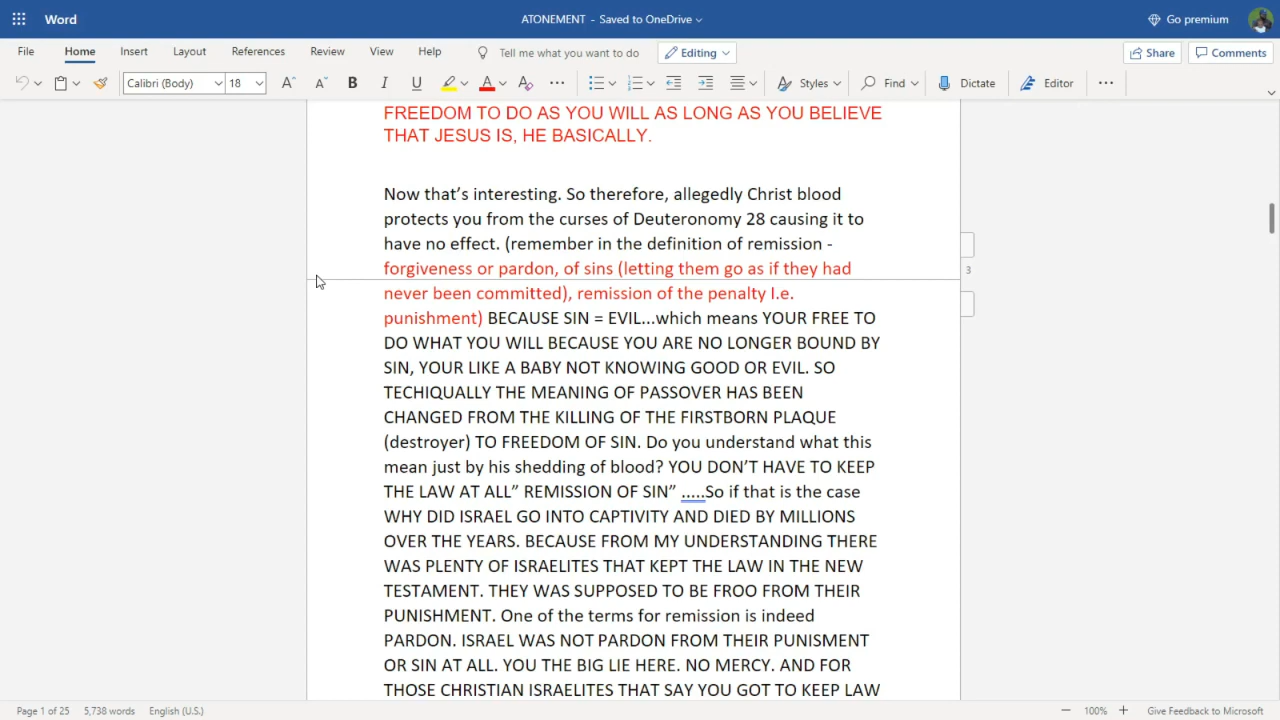 Word
ATONEMENT - Saved to OneDrive
Go premium
File Home Insert Layout References Review View Help Tell me what you want to do Editing Share Comments
Calibri (Body) 18 A A B I U A A Styles Find Dictate Editor
FREEDOM TO DO AS YOU WILL AS LONG AS YOU BELIEVE
THAT JESUS IS, HE BASICALLY.
Now that's interesting. So therefore, allegedly Christ blood
protects you from the curses of Deuteronomy 28 causing it to
have no effect. (remember in the definition of remission -
forgiveness or pardon, of sins (letting them go as if they had
3
never been committed), remission of the penalty I.e.
punishment) BECAUSE SIN = EVIL...which means YOUR FREE TO
DO WHAT YOU WILL BECAUSE YOU ARE NO LONGER BOUND BY
SIN, YOUR LIKE A BABY NOT KNOWING GOOD OR EVIL. SO
TECHIQUALLY THE MEANING OF PASSOVER HAS BEEN
CHANGED FROM THE KILLING OF THE FIRSTBORN PLAQUE
(destroyer) TO FREEDOM OF SIN. Do you understand what this
mean just by his shedding of blood? YOU DON'T HAVE TO KEEP
THE LAW AT ALL” REMISSION OF SIN” .....So if that is the case
WHY DID ISRAEL GO INTO CAPTIVITY AND DIED BY MILLIONS
OVER THE YEARS. BECAUSE FROM MY UNDERSTANDING THERE
WAS PLENTY OF ISRAELITES THAT KEPT THE LAW IN THE NEW
TESTAMENT. THEY WAS SUPPOSED TO BE FROO FROM THEIR
PUNISHMENT. One of the terms for remission is indeed
PARDON. ISRAEL WAS NOT PARDON FROM THEIR PUNISMENT
OR SIN AT ALL. YOU THE BIG LIE HERE. NO MERCY. AND FOR
THOSE CHRISTIAN ISRAELITES THAT SAY YOU GOT TO KEEP LAW
Page 1 of 25 5,738 words English (U.S.) 100% Give Feedback to Microsoft